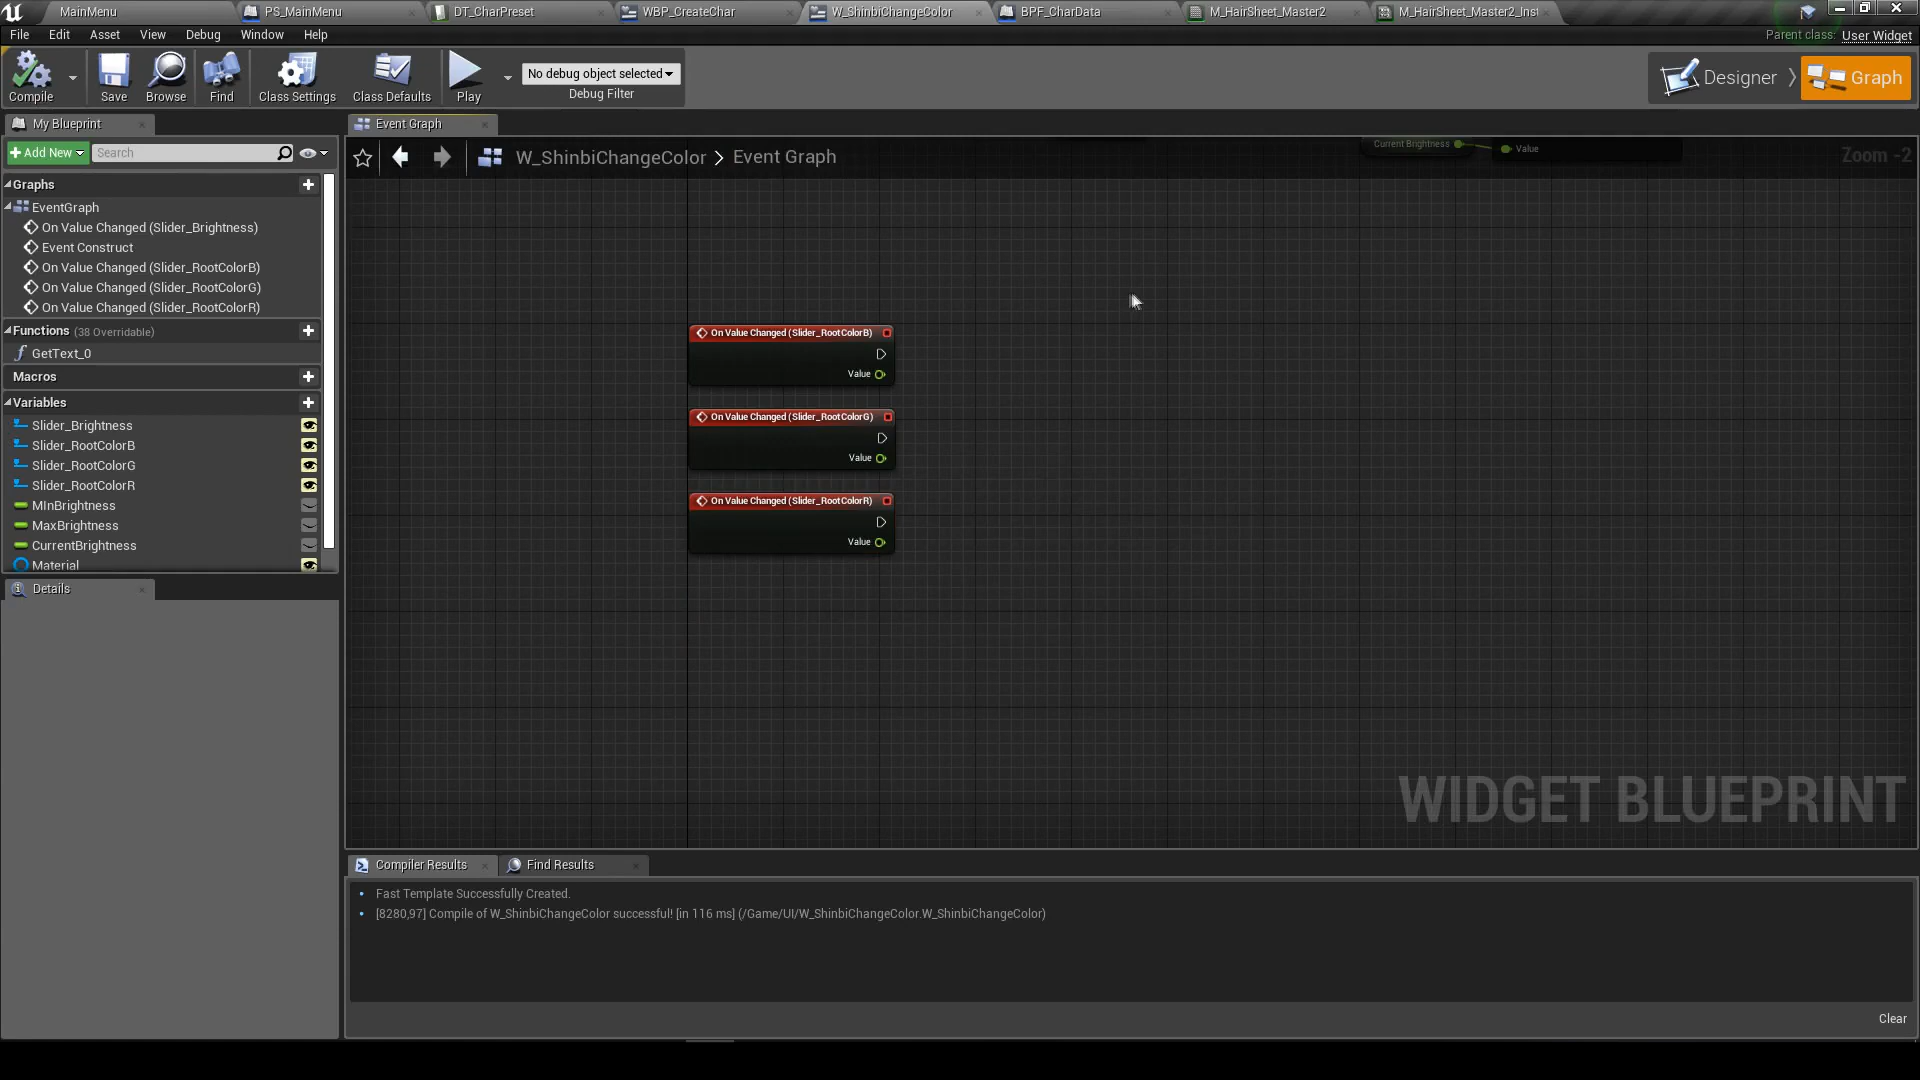 MainMenu
PS_MainMenu
DT_CharPreset
WBP_CreateChar
W_ShinbiChangeColor
BPF_CharData
M_HairSheet_Master2
M_HairSheet_Master2_Inst
File Edit Asset View Debug Window Help
Parent class: User Widget
Compile
Save
Browse
Find
Class Settings
Class Defaults
Play
No debug object selected
Debug Filter
Designer
Graph
My Blueprint
Event Graph
Add New
Search
W_ShinbiChangeColor > Event Graph
Current Brightness
Value
Zoom -2
Graphs
EventGraph
On Value Changed (Slider_Brightness)
Event Construct
On Value Changed (Slider_RootColorB)
On Value Changed (Slider_RootColorG)
On Value Changed (Slider_RootColorR)
Functions (38 Overridable)
GetText_0
Macros
Variables
Slider_Brightness
Slider_RootColorB
Slider_RootColorG
Slider_RootColorR
MInBrightness
MaxBrightness
CurrentBrightness
Material
Details
On Value Changed (Slider_RootColorB)
Value
On Value Changed (Slider_RootColorG)
Value
On Value Changed (Slider_RootColorR)
Value
WIDGET BLUEPRINT
Compiler Results
Find Results
Fast Template Successfully Created.
[8280,97] Compile of W_ShinbiChangeColor successful! [in 116 ms] (/Game/UI/W_ShinbiChangeColor.W_ShinbiChangeColor)
Clear